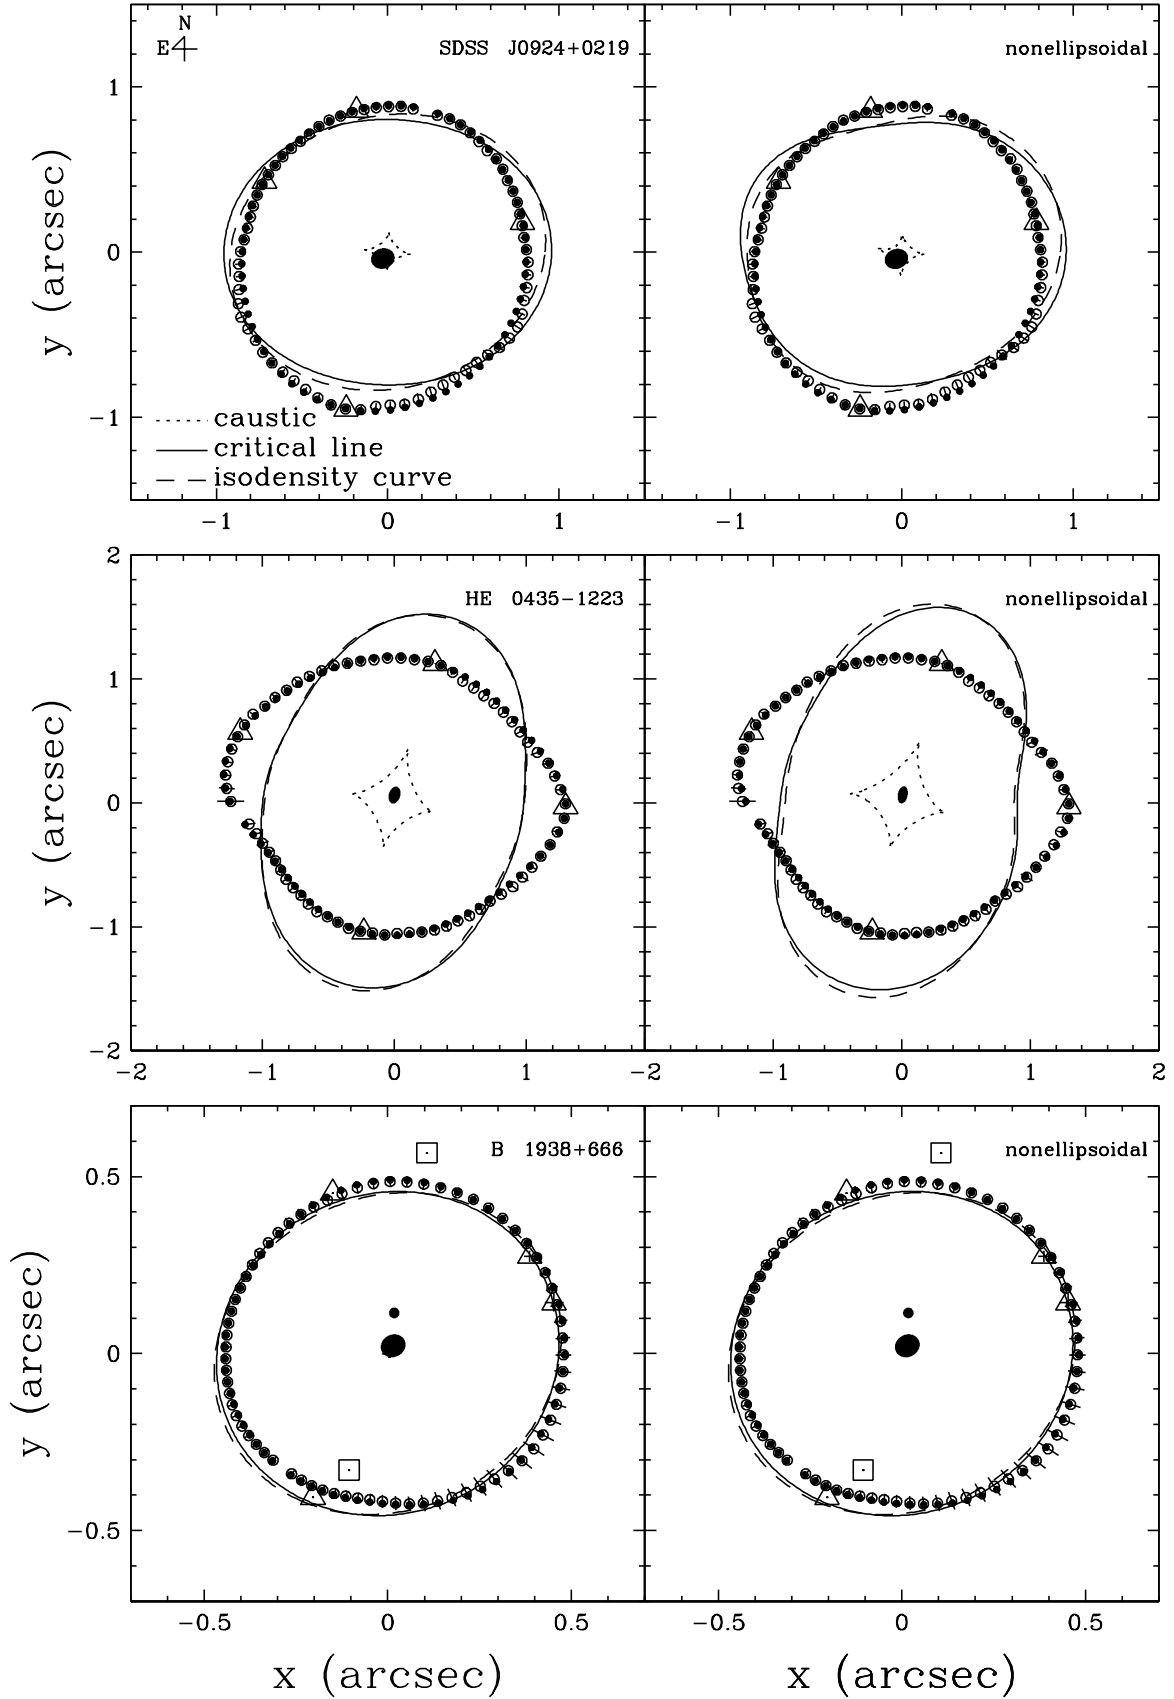 N
E
SDSS J0924+0219
nonellipsoidal
1
0
−1
y (arcsec)
caustic
critical line
isodensity curve
−1 0 1 −1 0 1
2
HE 0435−1223
nonellipsoidal
1
0
−1
−2
y (arcsec)
−2 −1 0 1 −2 −1 0 1 2
B 1938+666
nonellipsoidal
0.5
0
−0.5
y (arcsec)
−0.5 0 0.5 −0.5 0 0.5
x (arcsec) x (arcsec)